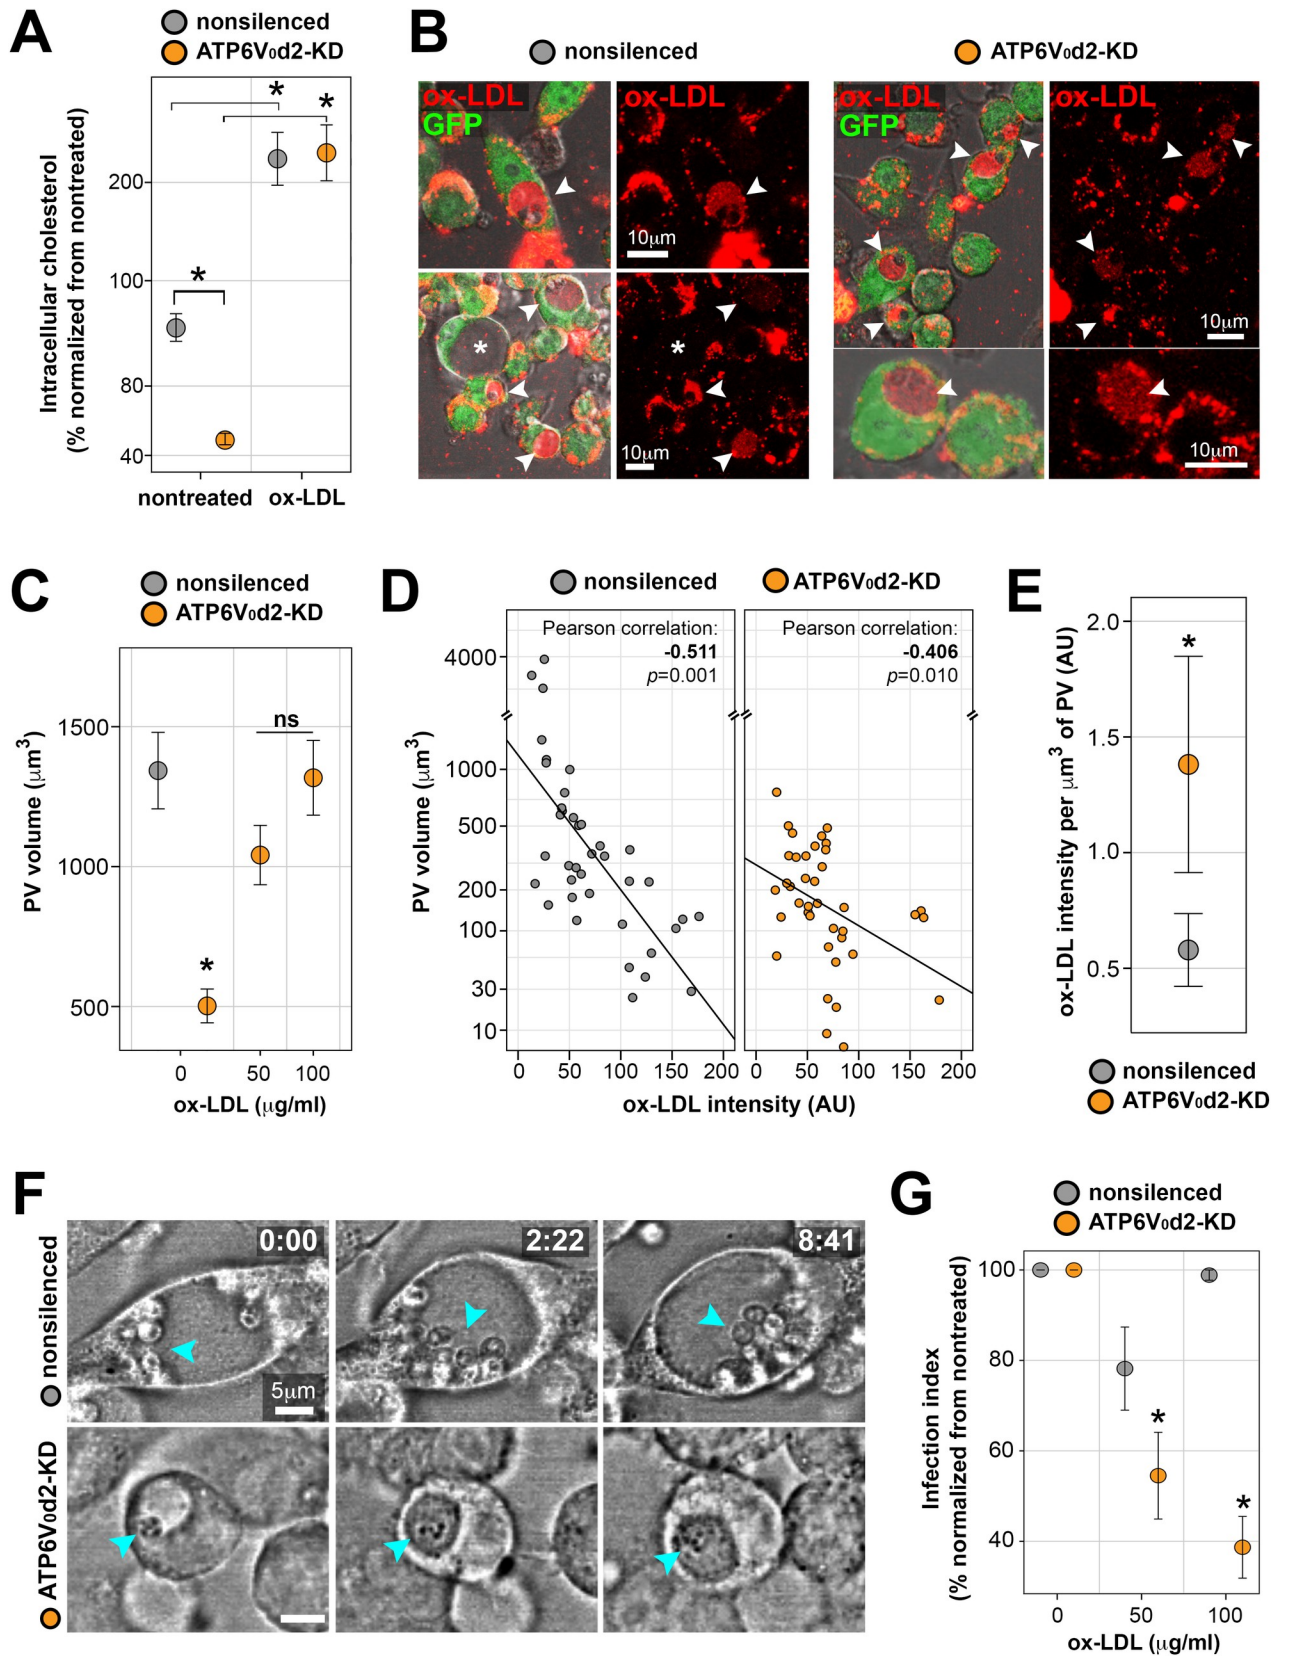 A
nonsilenced
ATP6V₀d2-KD
Intracellular cholesterol
(% normalized from nontreated)
*
*
*
200
100
80
40
nontreated
ox-LDL
B
nonsilenced
ATP6V₀d2-KD
ox-LDL
GFP
ox-LDL
10μm
*
*
10μm
ox-LDL
GFP
ox-LDL
10μm
10μm
C
nonsilenced
ATP6V₀d2-KD
PV volume (μm³)
1500
1000
500
ns
*
0
50
100
ox-LDL (μg/ml)
D
nonsilenced
ATP6V₀d2-KD
Pearson correlation:
-0.511
p=0.001
Pearson correlation:
-0.406
p=0.010
PV volume (μm³)
4000
1000
500
200
100
30
10
0 50 100 150 200
0 50 100 150 200
ox-LDL intensity (AU)
E
ox-LDL intensity per μm³ of PV (AU)
2.0
1.5
1.0
0.5
*
nonsilenced
ATP6V₀d2-KD
F
nonsilenced
0:00
2:22
8:41
5μm
ATP6V₀d2-KD
G
nonsilenced
ATP6V₀d2-KD
Infection index
(% normalized from nontreated)
100
80
60
40
*
*
0
50
100
ox-LDL (μg/ml)